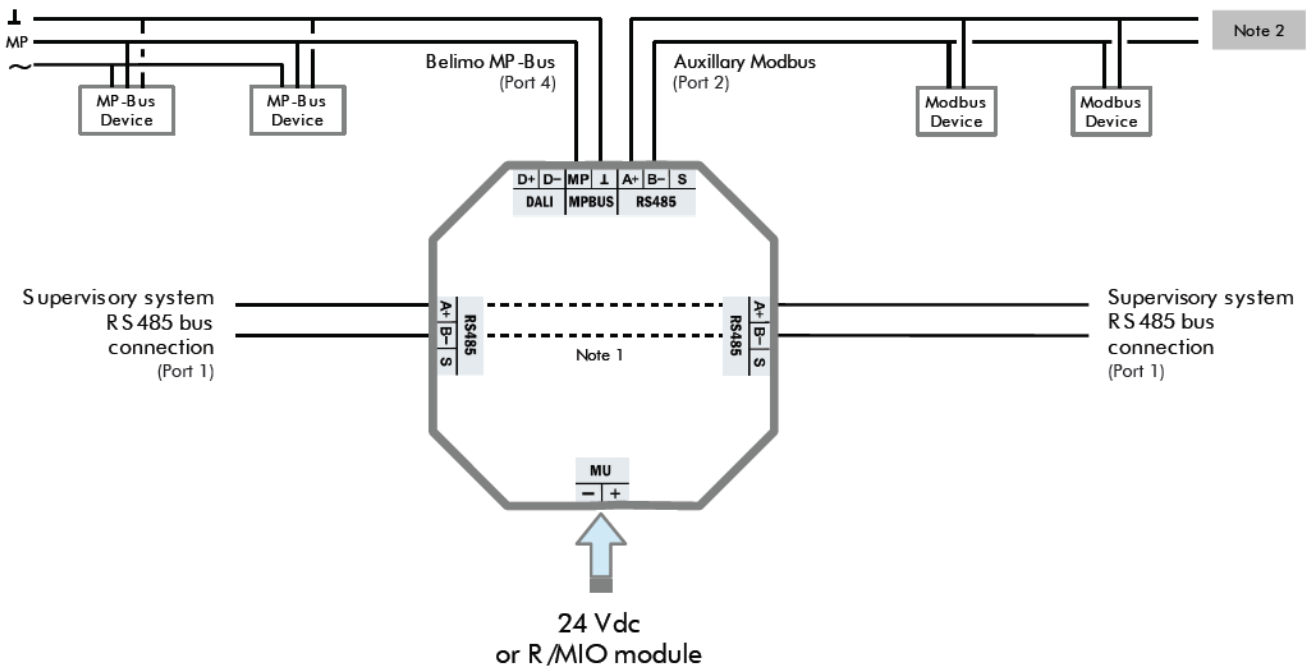 ⊥
MP
~
MP-Bus
Device
MP-Bus
Device
Belimo MP-Bus
(Port 4)
Auxillary Modbus
(Port 2)
Modbus
Device
Modbus
Device
Note 2
D+ D− MP ⊥ A+ B− S
DALI MPBUS RS485
Supervisory system
RS485 bus
connection
(Port 1)
A+ B− S
RS485
Note 1
RS485
A+ B− S
Supervisory system
RS485 bus
connection
(Port 1)
MU
− +
24 Vdc
or R/MIO module